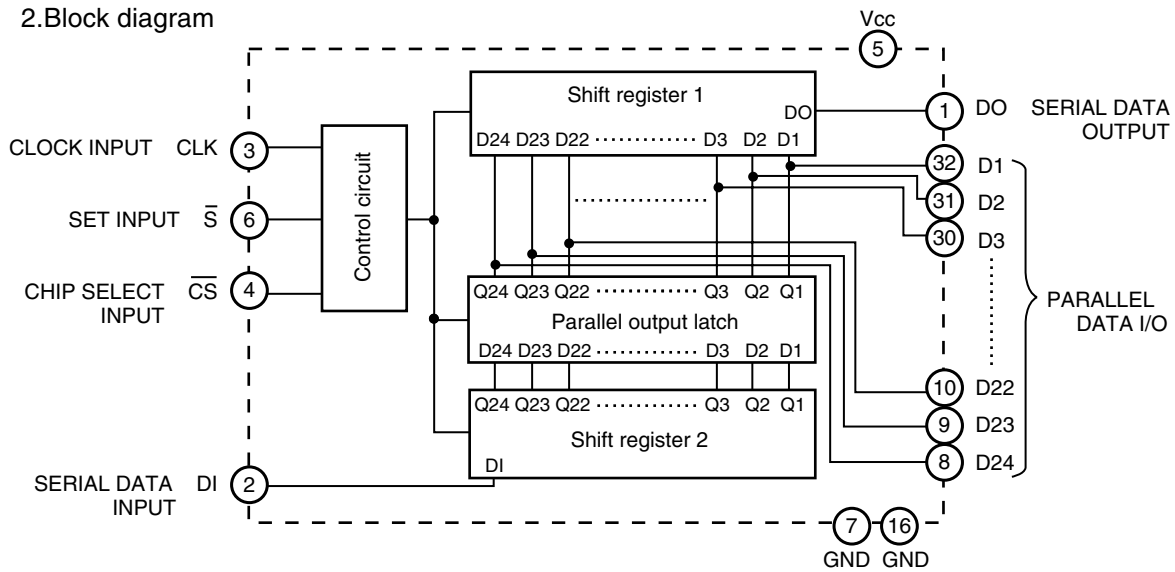 2.Block diagram
Vcc
5
Shift register 1
DO
D24 D23 D22 ................ D3 D2 D1
1 DO SERIAL DATA OUTPUT
CLOCK INPUT CLK 3
32 D1
31 D2
30 D3
SET INPUT S̅ 6
Control circuit
CHIP SELECT INPUT C̅S̅ 4
Q24 Q23 Q22 ................ Q3 Q2 Q1
Parallel output latch
D24 D23 D22 ................ D3 D2 D1
PARALLEL DATA I/O
10 D22
9 D23
8 D24
Q24 Q23 Q22 ................ Q3 Q2 Q1
Shift register 2
DI
SERIAL DATA INPUT DI 2
7 16
GND GND